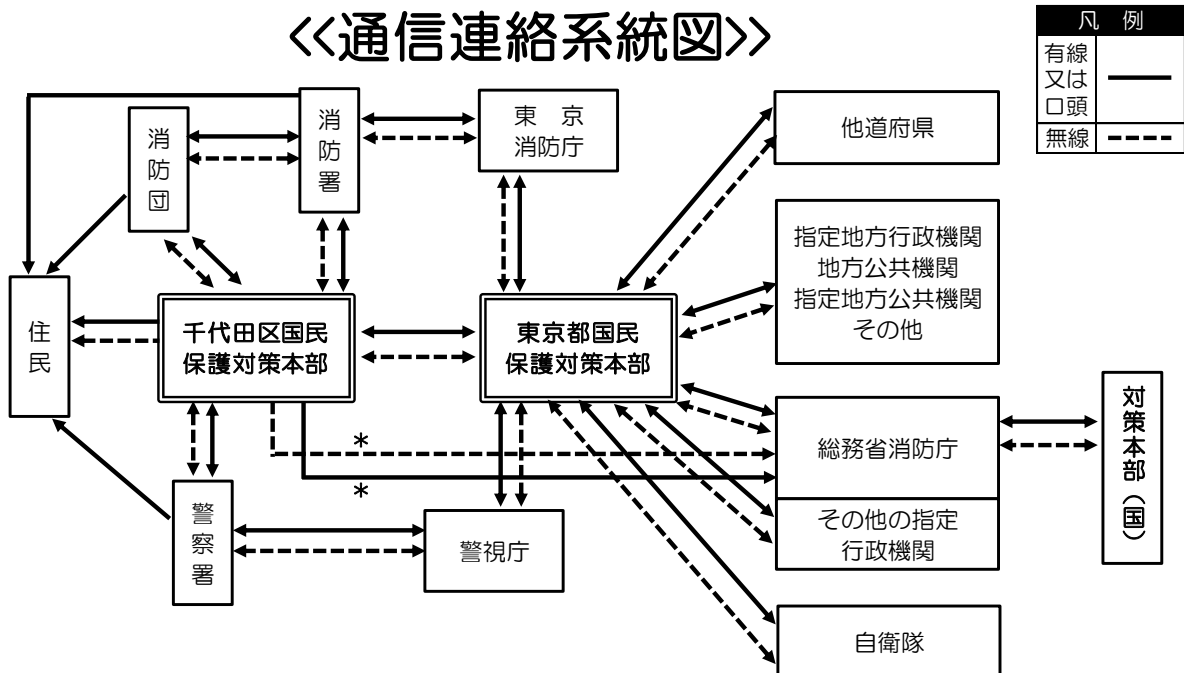 ≪通信連絡系統図≫
凡 例
有線
又は
口頭
無線
消防団
消防署
東 京
消防庁
他道府県
指定地方行政機関
地方公共機関
指定地方公共機関
その他
住民
千代田区国民
保護対策本部
東京都国民
保護対策本部
*
*
総務省消防庁
対策本部（国）
その他の指定
行政機関
警察署
警視庁
自衛隊